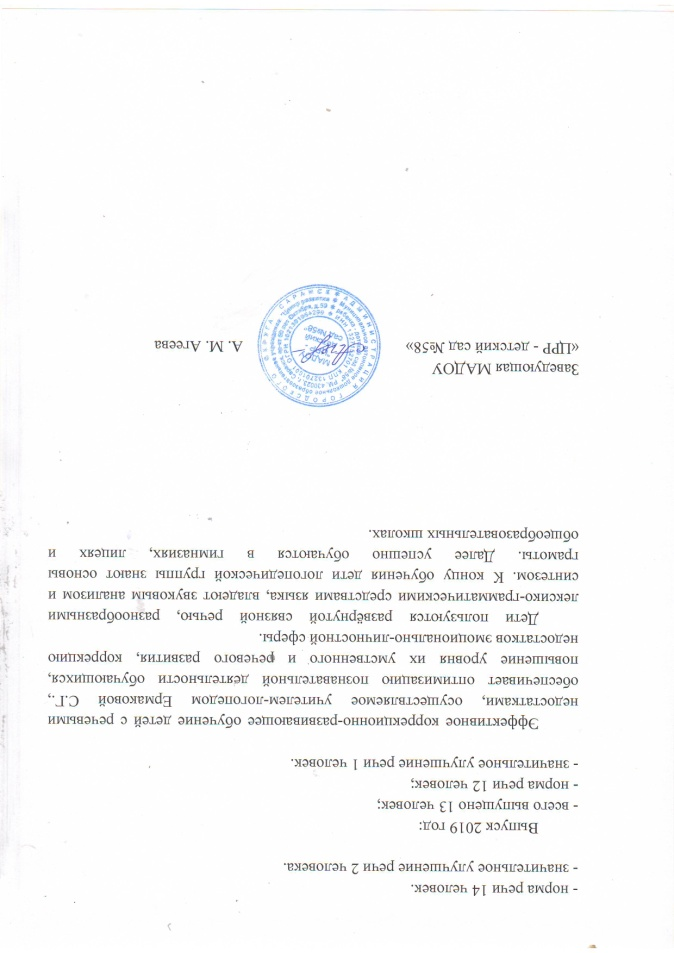 - норма речи 14 человек.
- значительное улучшение речи 2 человека.
Выпуск 2019 год:
- всего выпущено 13 человек;
- норма речи 12 человек;
- значительное улучшение речи 1 человек.
Эффективное коррекционно-развивающее обучение детей с речевыми
недостатками, осуществляемое учителем-логопедом Ермаковой С.Г.,
обеспечивает оптимизацию познавательной деятельности обучающихся,
повышение уровня их умственного и речевого развития, коррекцию
недостатков эмоционально-личностной сферы.
Дети пользуются развёрнутой связной речью, разнообразными
лексико-грамматическими средствами языка, владеют звуковым анализом и
синтезом. К концу обучения дети логопедической группы знают основы
грамоты. Далее успешно обучаются в гимназиях, лицеях и
общеобразовательных школах.
Заведующая МАДОУ
«ЦРР - детский сад №58» А. М. Агеева